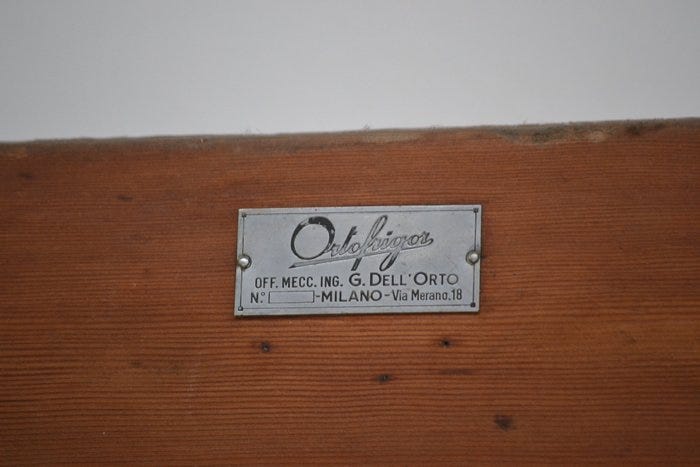 Ortofrigor
OFF. MECC. ING. G. DELL'ORTO
N.° -MILANO-Via Merano, 18